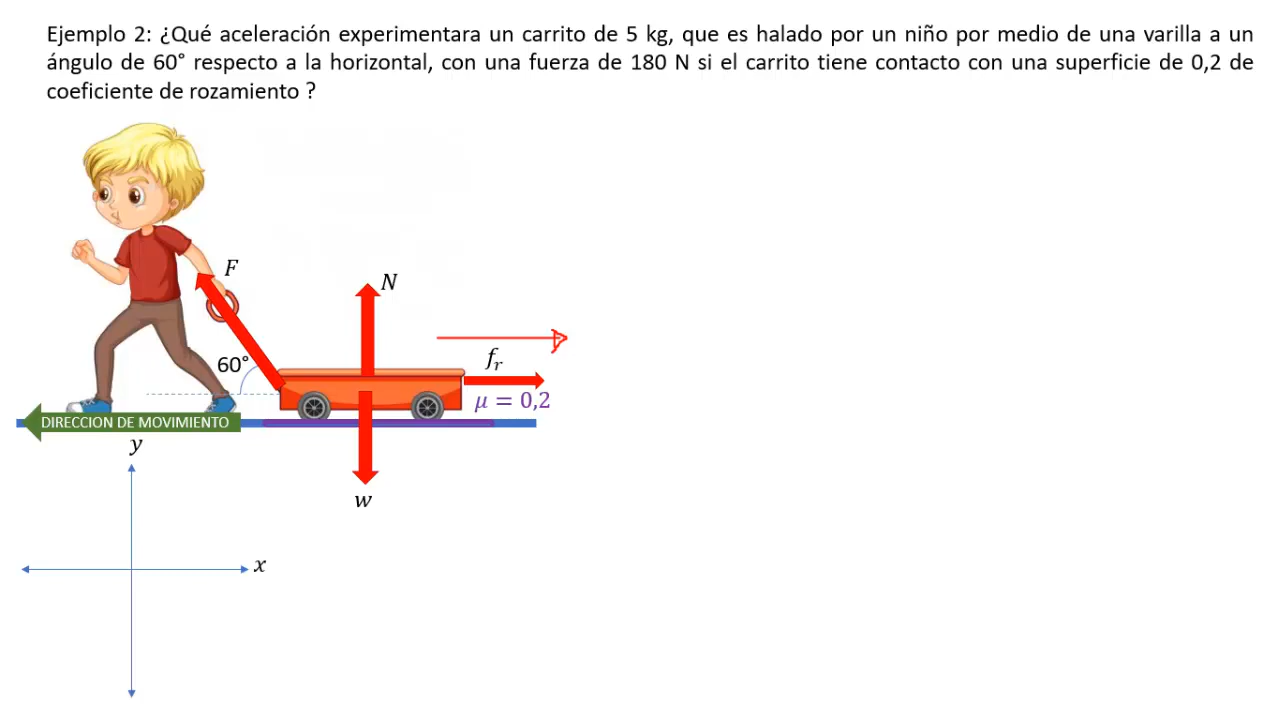 Ejemplo 2: ¿Qué aceleración experimentara un carrito de 5 kg, que es halado por un niño por medio de una varilla a un
ángulo de 60° respecto a la horizontal, con una fuerza de 180 N si el carrito tiene contacto con una superficie de 0,2 de
coeficiente de rozamiento ?
F
N
60°
fr
μ = 0,2
DIRECCION DE MOVIMIENTO
y
w
x